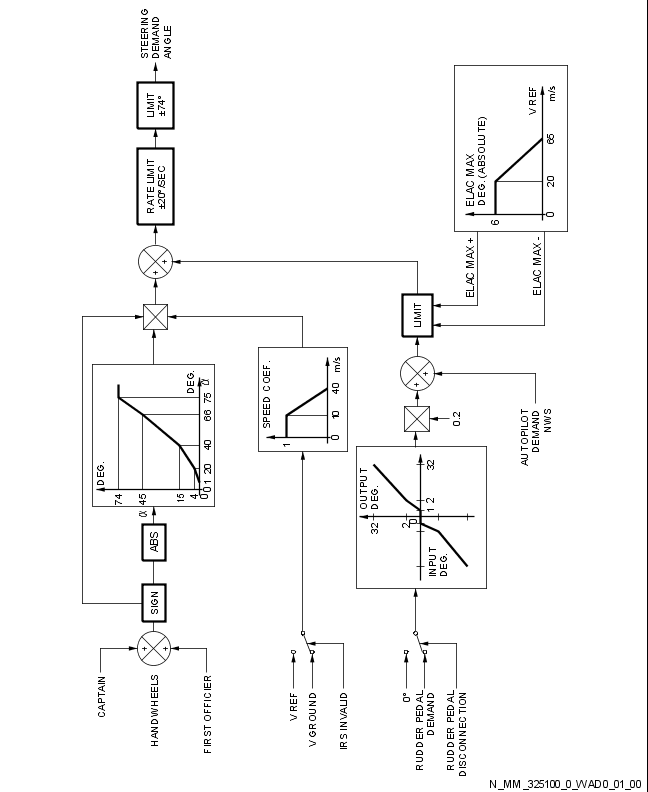 STEERING
DEMAND
ANGLE
LIMIT
±74°
RATE LIMIT
±20°/SEC
+
+
DEG.
74
45
15
4
0
0 1 20 40 66 75
DEG.
α
α
ABS
SIGN
+
+
CAPTAIN
HANDWHEELS
FIRST OFFICIER
SPEED COEF.
1
0 10 40
m/s
V REF
V GROUND
IRS INVALID
ELAC MAX
DEG. (ABSOLUTE)
6
0 20 65
V REF
m/s
ELAC MAX +
ELAC MAX -
LIMIT
+
+
0.2
AUTOPILOT
DEMAND
NWS
OUTPUT
DEG.
32
2
0
1 2 32
INPUT
DEG.
0°
RUDDER PEDAL
DEMAND
RUDDER PEDAL
DISCONNECTION
N_MM_325100_0_WAD0_01_00